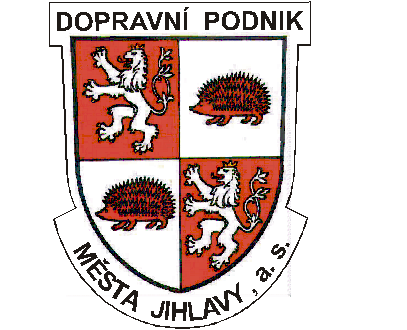 DOPRAVNÍ PODNIK
MĚSTA JIHLAVY, a. s.